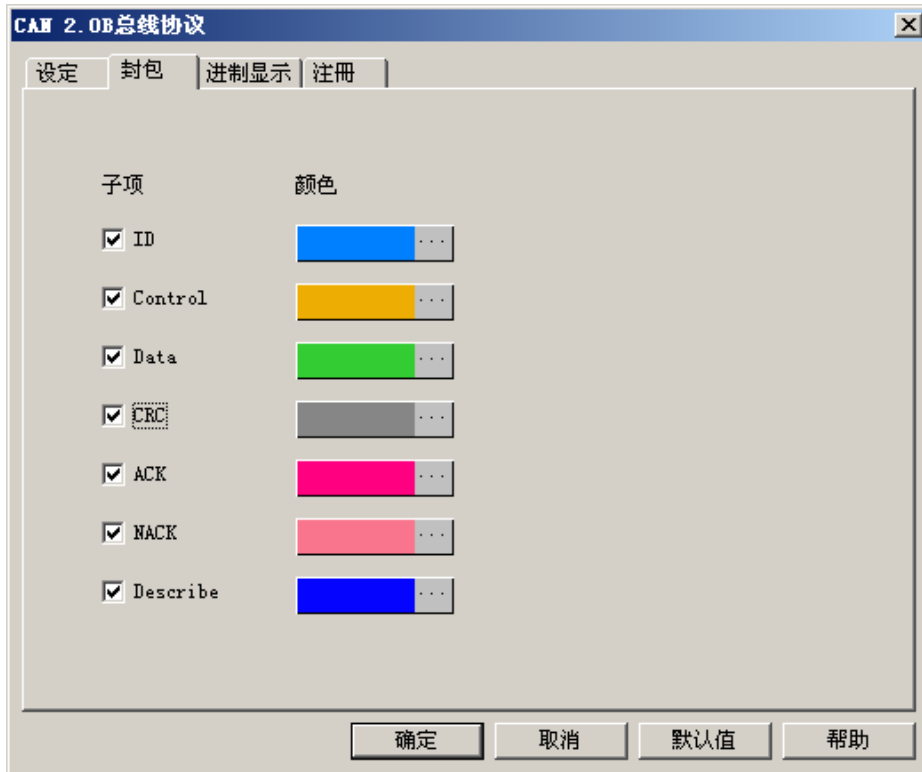 CAN 2.0B总线协议
设定 封包 进制显示 注冊
子项 颜色
ID ...
Control ...
Data ...
CRC ...
ACK ...
NACK ...
Describe ...
确定 取消 默认值 帮助